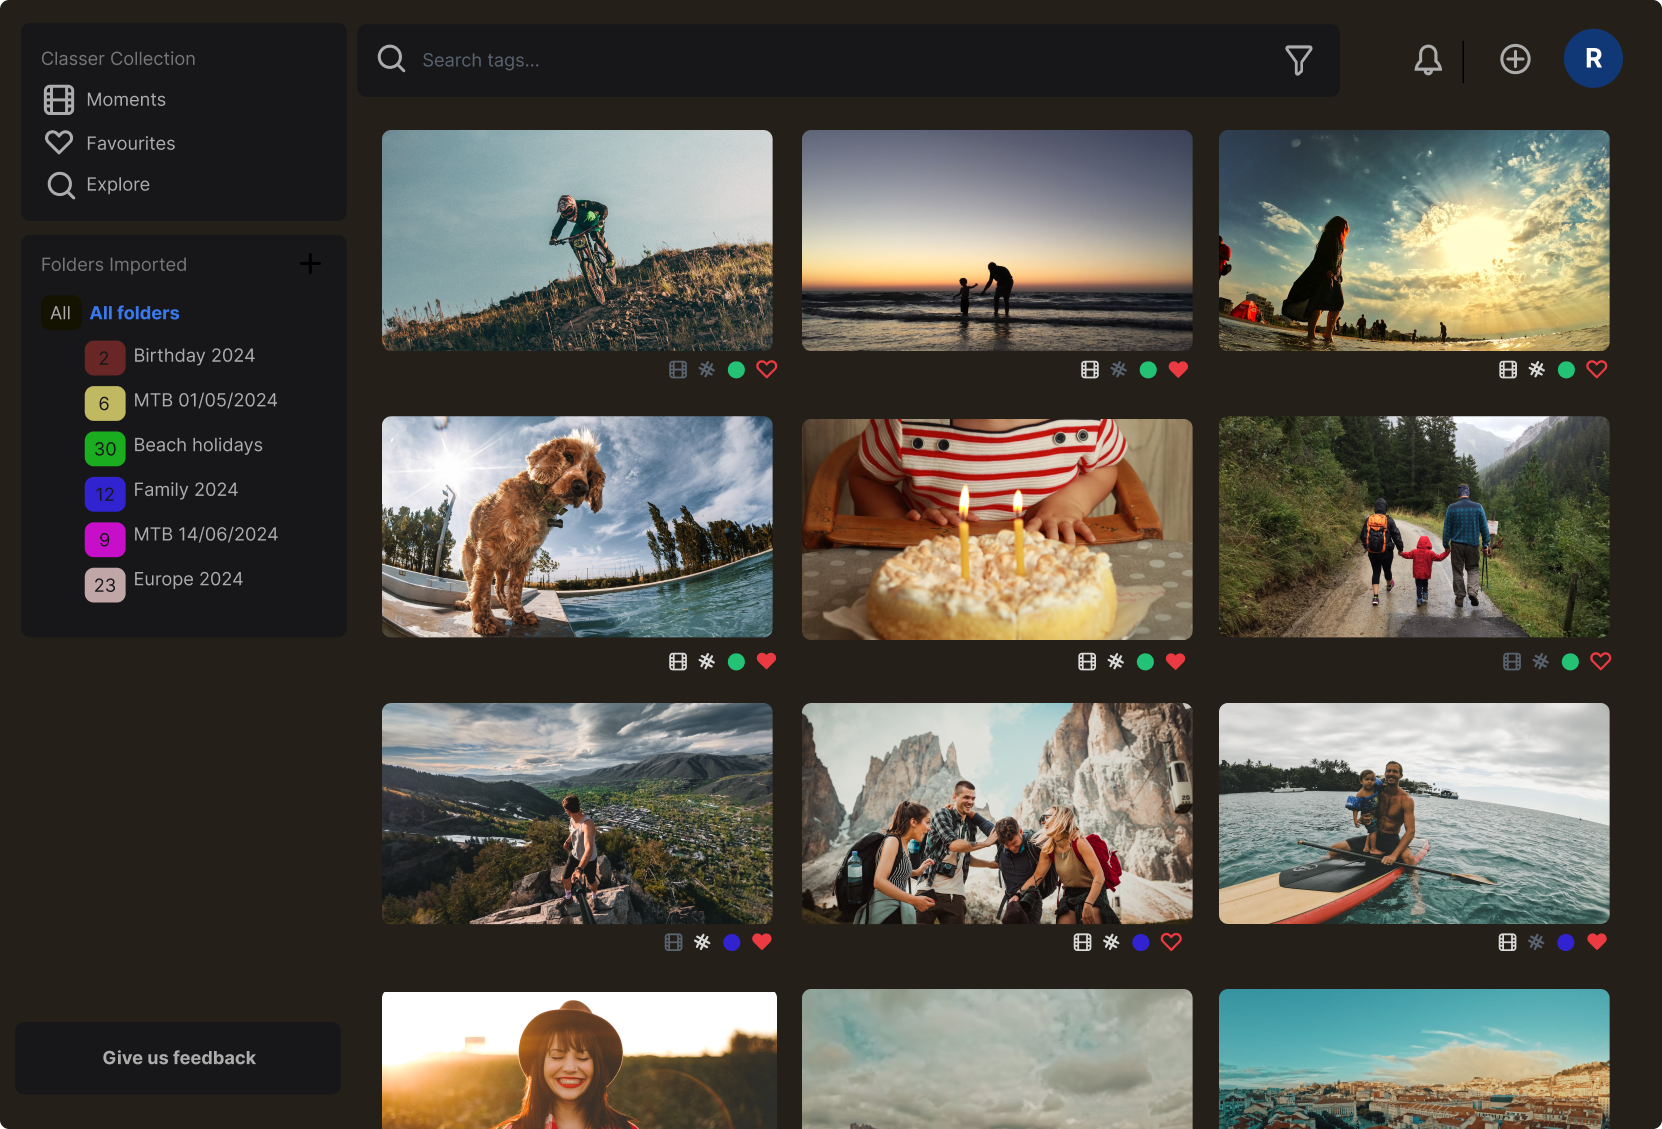 Classer Collection
Moments
Favourites
Explore
Search tags...
R
Folders Imported
All All folders
2 Birthday 2024
6 MTB 01/05/2024
30 Beach holidays
12 Family 2024
9 MTB 14/06/2024
23 Europe 2024
Give us feedback